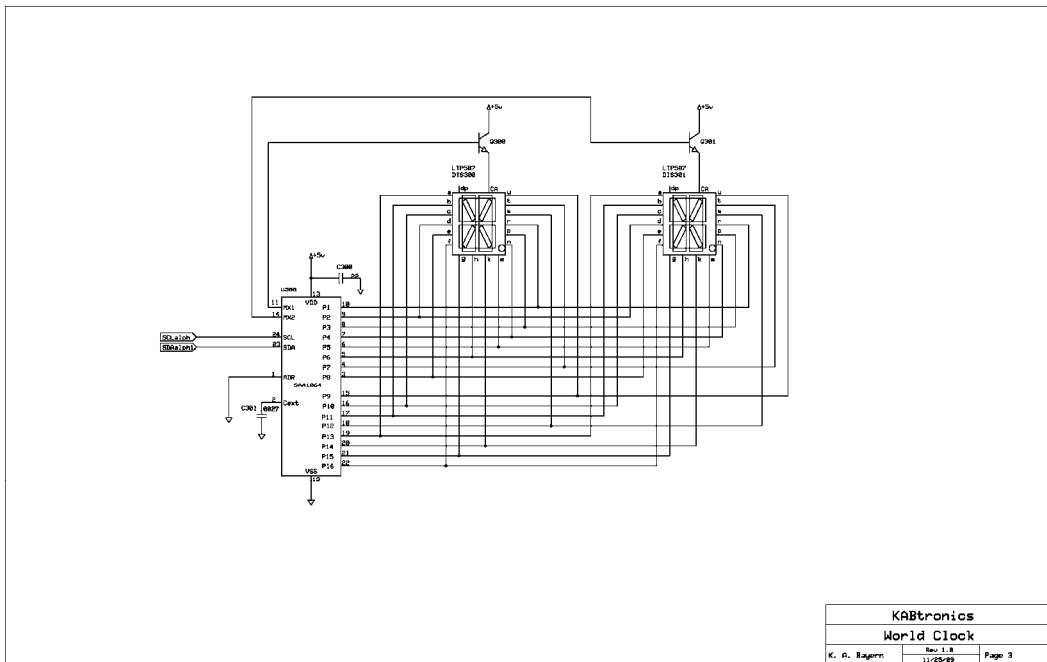 +5v +5v
Q300 Q301
LTP587 LTP587
DIS300 DIS301
dp CA dp CA
a u a u
b t b t
c s c s
d r d r
e p e p
f n f n
g h k m g h k m
+5v
C300
U300
13
VDD
11 MX1 P1 10
14 MX2 P2 9
P3 8
SCLalph 24 SCL P4 7
SDAalph1 23 SDA P5 6
P6 5
P7 4
1 ADR P8 3
SAA1064
P9 15
2 Cext P10 16
C301 .0027 P11 17
P12 18
P13 19
P14 20
P15 21
P16 22
VSS
KABtronics
World Clock
K. A. Bayern
Rev 1.0
11/25/09
Page 3